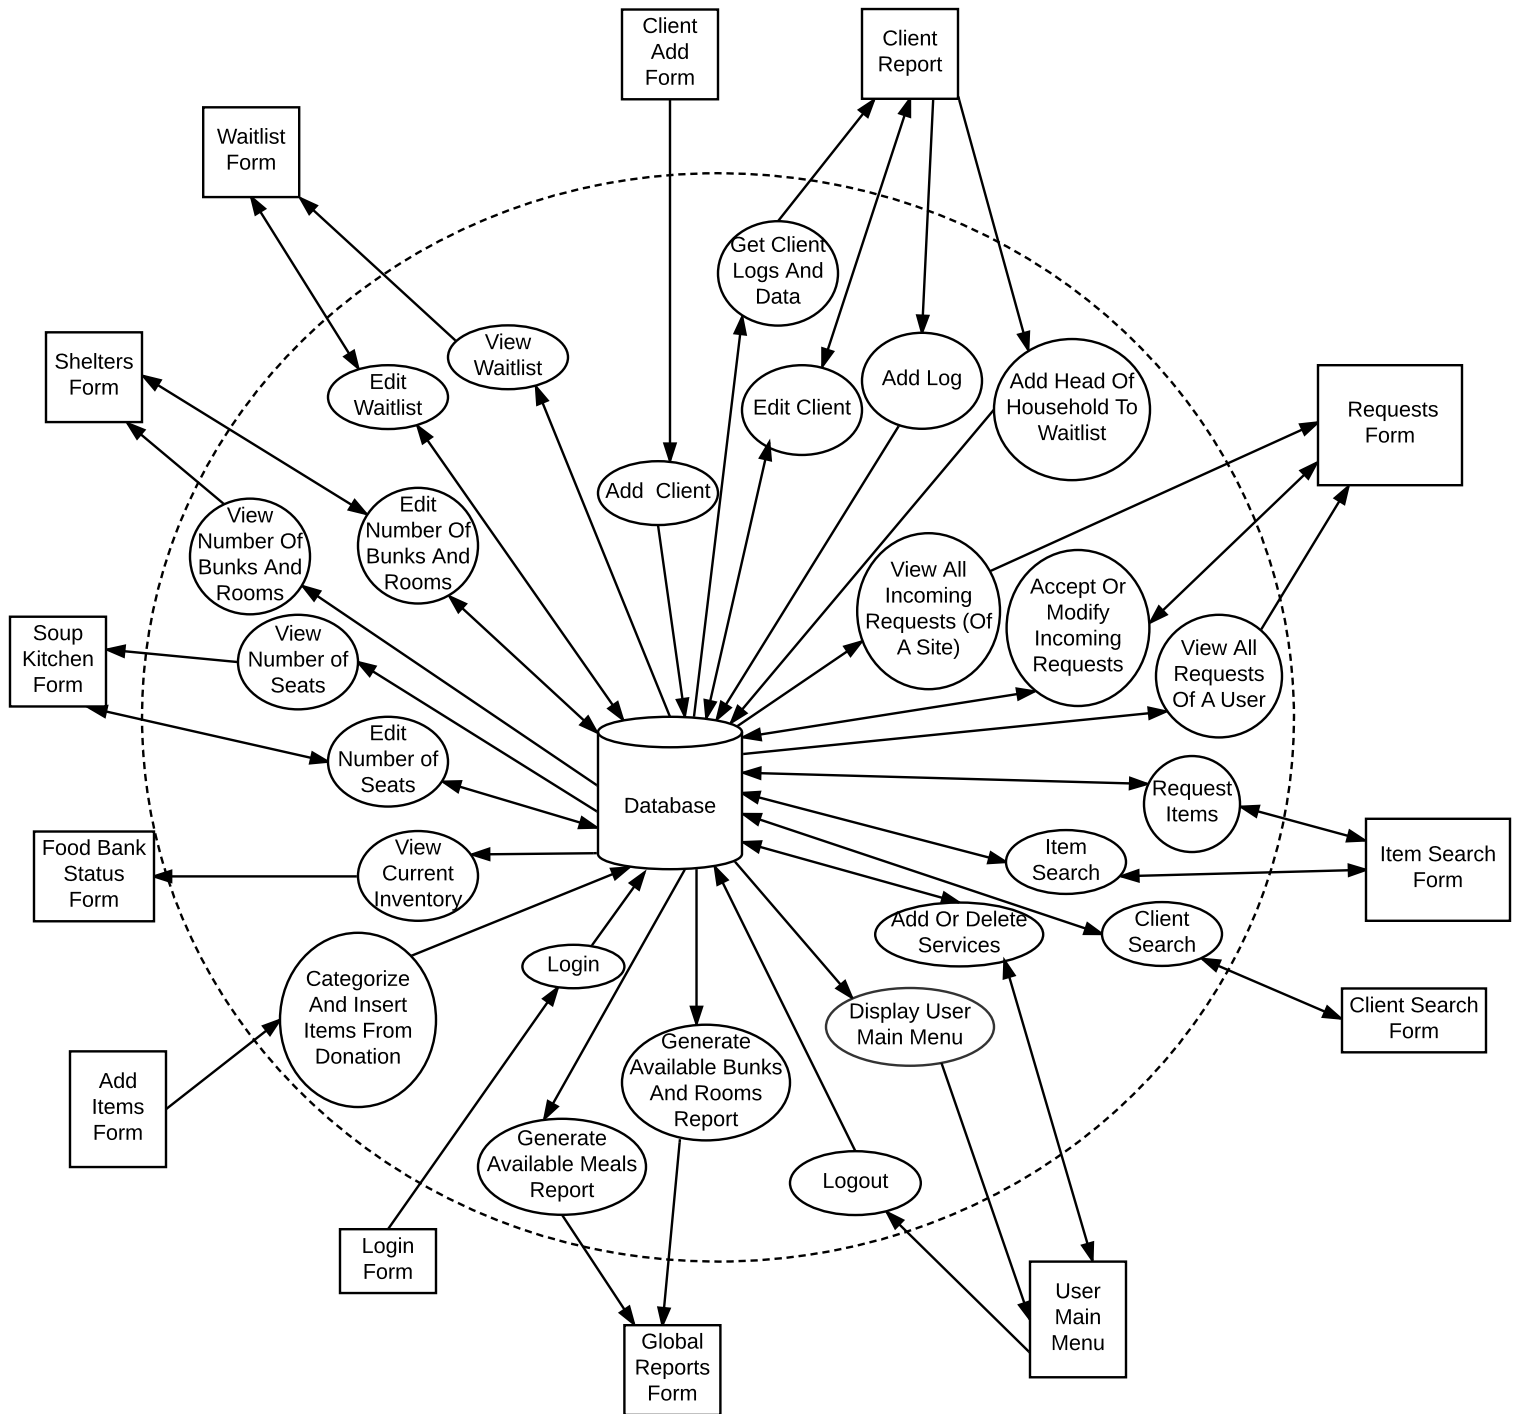 Client
Add
Form
Client
Report
Waitlist
Form
Get Client
Logs And
Data
Shelters
Form
View
Waitlist
Edit
Waitlist
Edit Client
Add Log
Add Head Of
Household To
Waitlist
Requests
Form
Add  Client
Edit
Number Of
Bunks And
Rooms
View
Number Of
Bunks And
Rooms
View All
Incoming
Requests (Of
A Site)
Accept Or
Modify
Incoming
Requests
View All
Requests
Of A User
Soup
Kitchen
Form
View
Number of
Seats
Edit
Number of
Seats
Database
Request
Items
Item
Search
Item Search
Form
Food Bank
Status
Form
View
Current
Inventory
Add Or Delete
Services
Client
Search
Login
Categorize
And Insert
Items From
Donation
Display User
Main Menu
Client Search
Form
Generate
Available Bunks
And Rooms
Report
Add
Items
Form
Generate
Available Meals
Report
Logout
Login
Form
User
Main
Menu
Global
Reports
Form